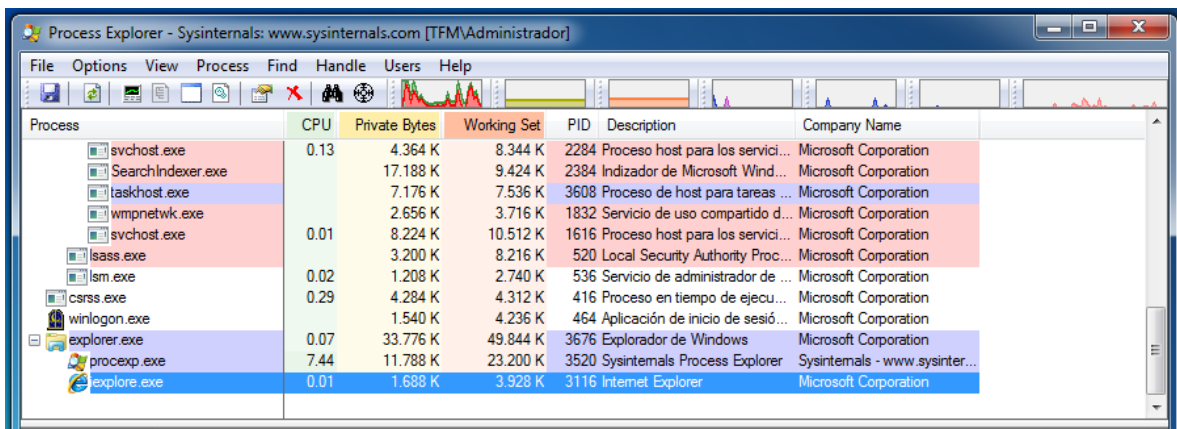 Process Explorer - Sysinternals: www.sysinternals.com [TFM\Administrador]
File Options View Process Find Handle Users Help
Process CPU Private Bytes Working Set PID Description Company Name
svchost.exe 0.13 4.364 K 8.344 K 2284 Proceso host para los servici... Microsoft Corporation
SearchIndexer.exe 17.188 K 9.424 K 2384 Indizador de Microsoft Wind... Microsoft Corporation
taskhost.exe 7.176 K 7.536 K 3608 Proceso de host para tareas ... Microsoft Corporation
wmpnetwk.exe 2.656 K 3.716 K 1832 Servicio de uso compartido d... Microsoft Corporation
svchost.exe 0.01 8.224 K 10.512 K 1616 Proceso host para los servici... Microsoft Corporation
lsass.exe 3.200 K 8.216 K 520 Local Security Authority Proc... Microsoft Corporation
lsm.exe 0.02 1.208 K 2.740 K 536 Servicio de administrador de ... Microsoft Corporation
csrss.exe 0.29 4.284 K 4.312 K 416 Proceso en tiempo de ejecu... Microsoft Corporation
winlogon.exe 1.540 K 4.236 K 464 Aplicación de inicio de sesió... Microsoft Corporation
explorer.exe 0.07 33.776 K 49.844 K 3676 Explorador de Windows Microsoft Corporation
procexp.exe 7.44 11.788 K 23.200 K 3520 Sysinternals Process Explorer Sysinternals - www.sysinter...
iexplore.exe 0.01 1.688 K 3.928 K 3116 Internet Explorer Microsoft Corporation